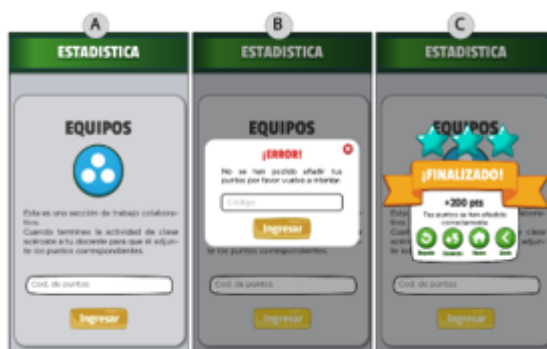 A
ESTADISTICA
EQUIPOS
Esta es una sección de trabajo colabora-
tivo.
Cuando termines la actividad de clase
acércate a tu docente para que el adjun-
te los puntos correspondientes.
Cod. de puntos
Ingresar
B
ESTADISTICA
EQUIPOS
¡ERROR!
No se han podido añadir tus
puntos por favor vuelve a intentar.
Código
Ingresar
te los puntos correspondientes.
Cod. de puntos
Ingresar
C
ESTADISTICA
¡FINALIZADO!
+200 pts
Tus puntos se han añadido
correctamente
Cod. de puntos
Ingresar